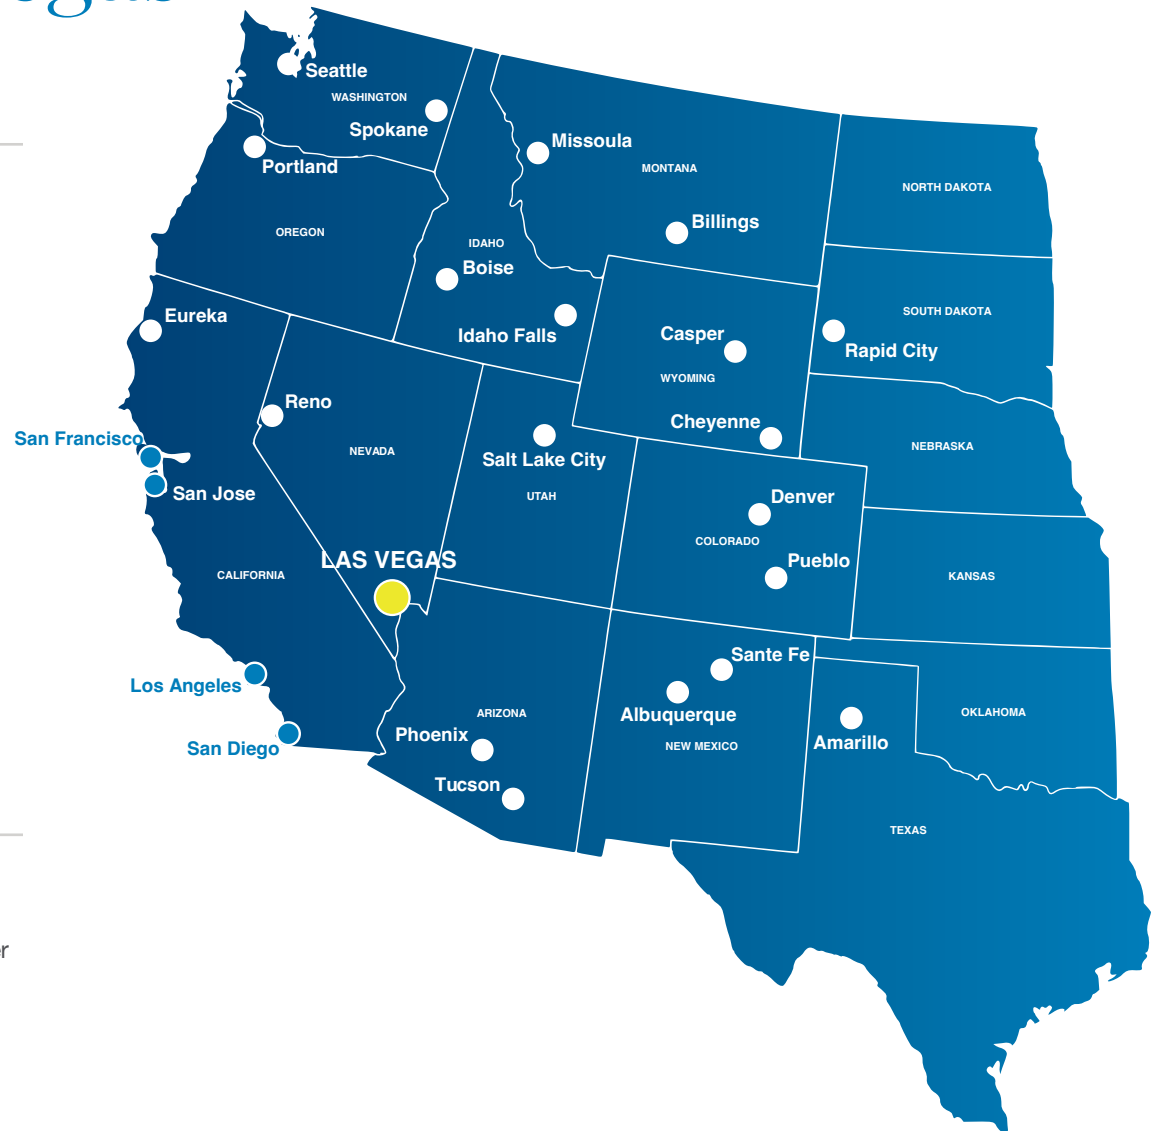 Seattle
WASHINGTON
Spokane
Missoula
Portland
MONTANA
NORTH DAKOTA
Billings
OREGON
IDAHO
Boise
SOUTH DAKOTA
Eureka
Idaho Falls
Casper
Rapid City
WYOMING
Reno
Cheyenne
San Francisco
NEVADA
NEBRASKA
Salt Lake City
San Jose
UTAH
Denver
COLORADO
LAS VEGAS
Pueblo
CALIFORNIA
KANSAS
Sante Fe
Los Angeles
ARIZONA
Albuquerque
OKLAHOMA
Phoenix
San Diego
NEW MEXICO
Amarillo
Tucson
TEXAS